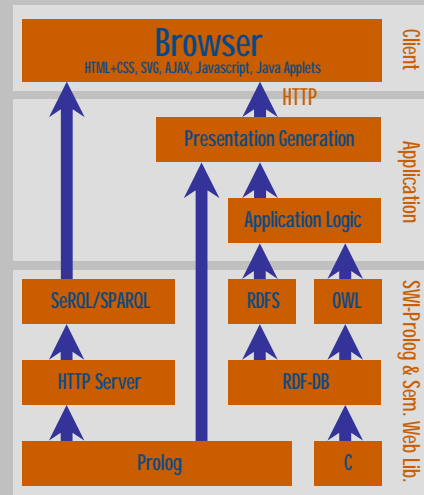 Browser
HTML+CSS, SVG, AJAX, Javascript, Java Applets
Client
HTTP
Presentation Generation
Application
Application Logic
SeRQL/SPARQL
RDFS
OWL
SWI-Prolog & Sem. Web Lib.
HTTP Server
RDF-DB
Prolog
C